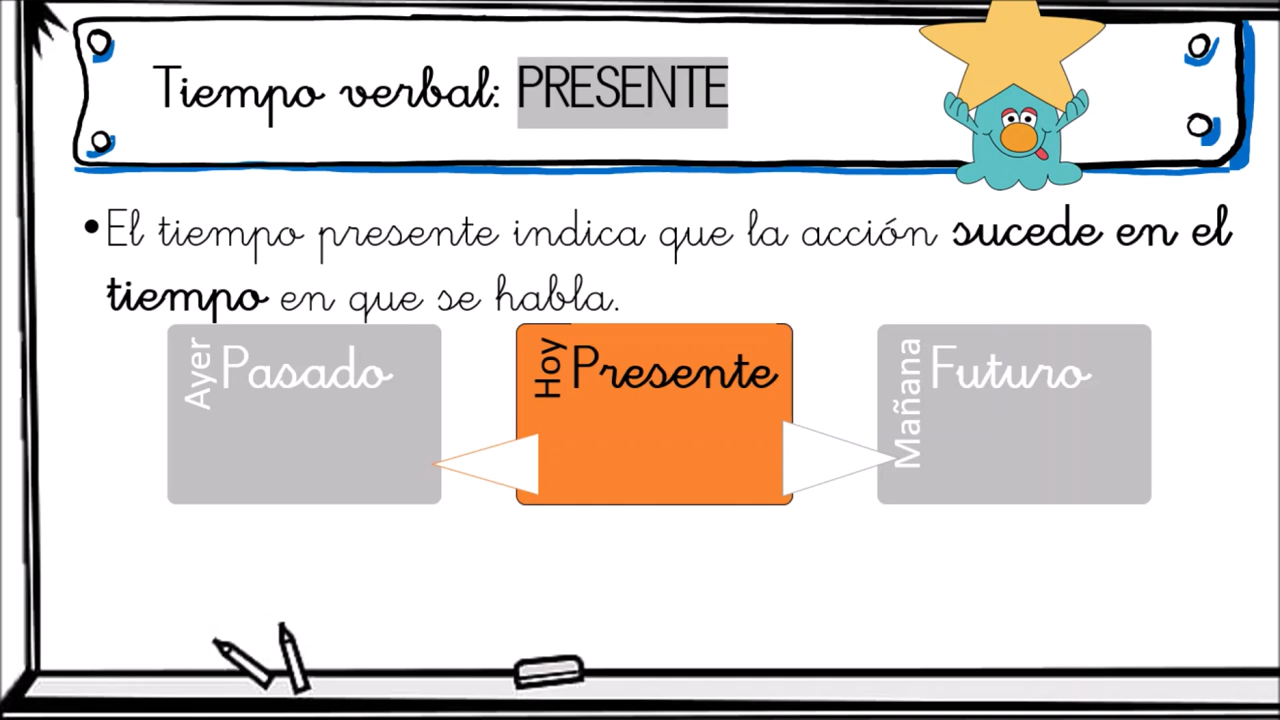 Tiempo verbal: PRESENTE
•El tiempo presente indica que la acción sucede en el
tiempo en que se habla.
Ayer
Pasado
Hoy
Presente
Mañana
Futuro